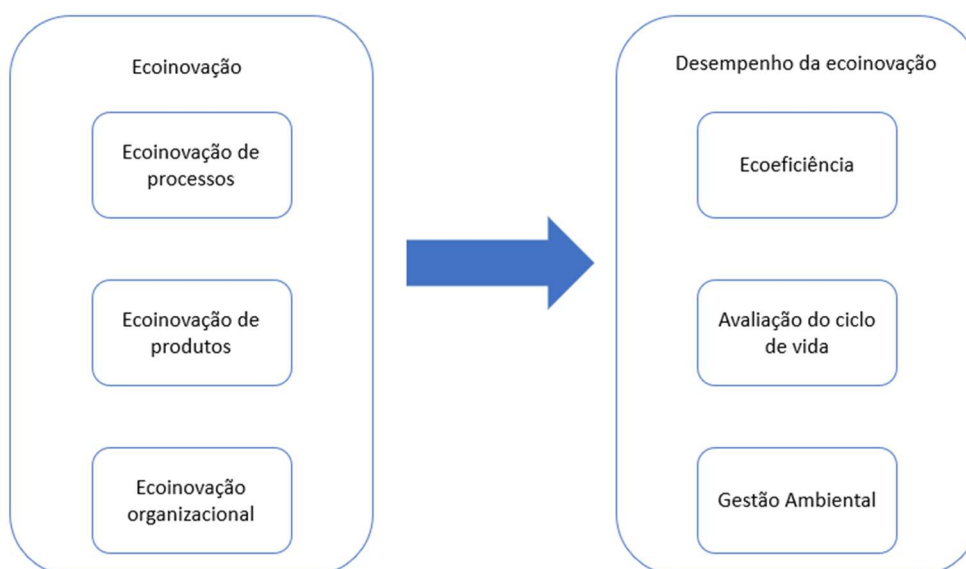 Ecoinovação
Ecoinovação de
processos
Ecoinovação de
produtos
Ecoinovação
organizacional
Desempenho da ecoinovação
Ecoeficiência
Avaliação do ciclo
de vida
Gestão Ambiental